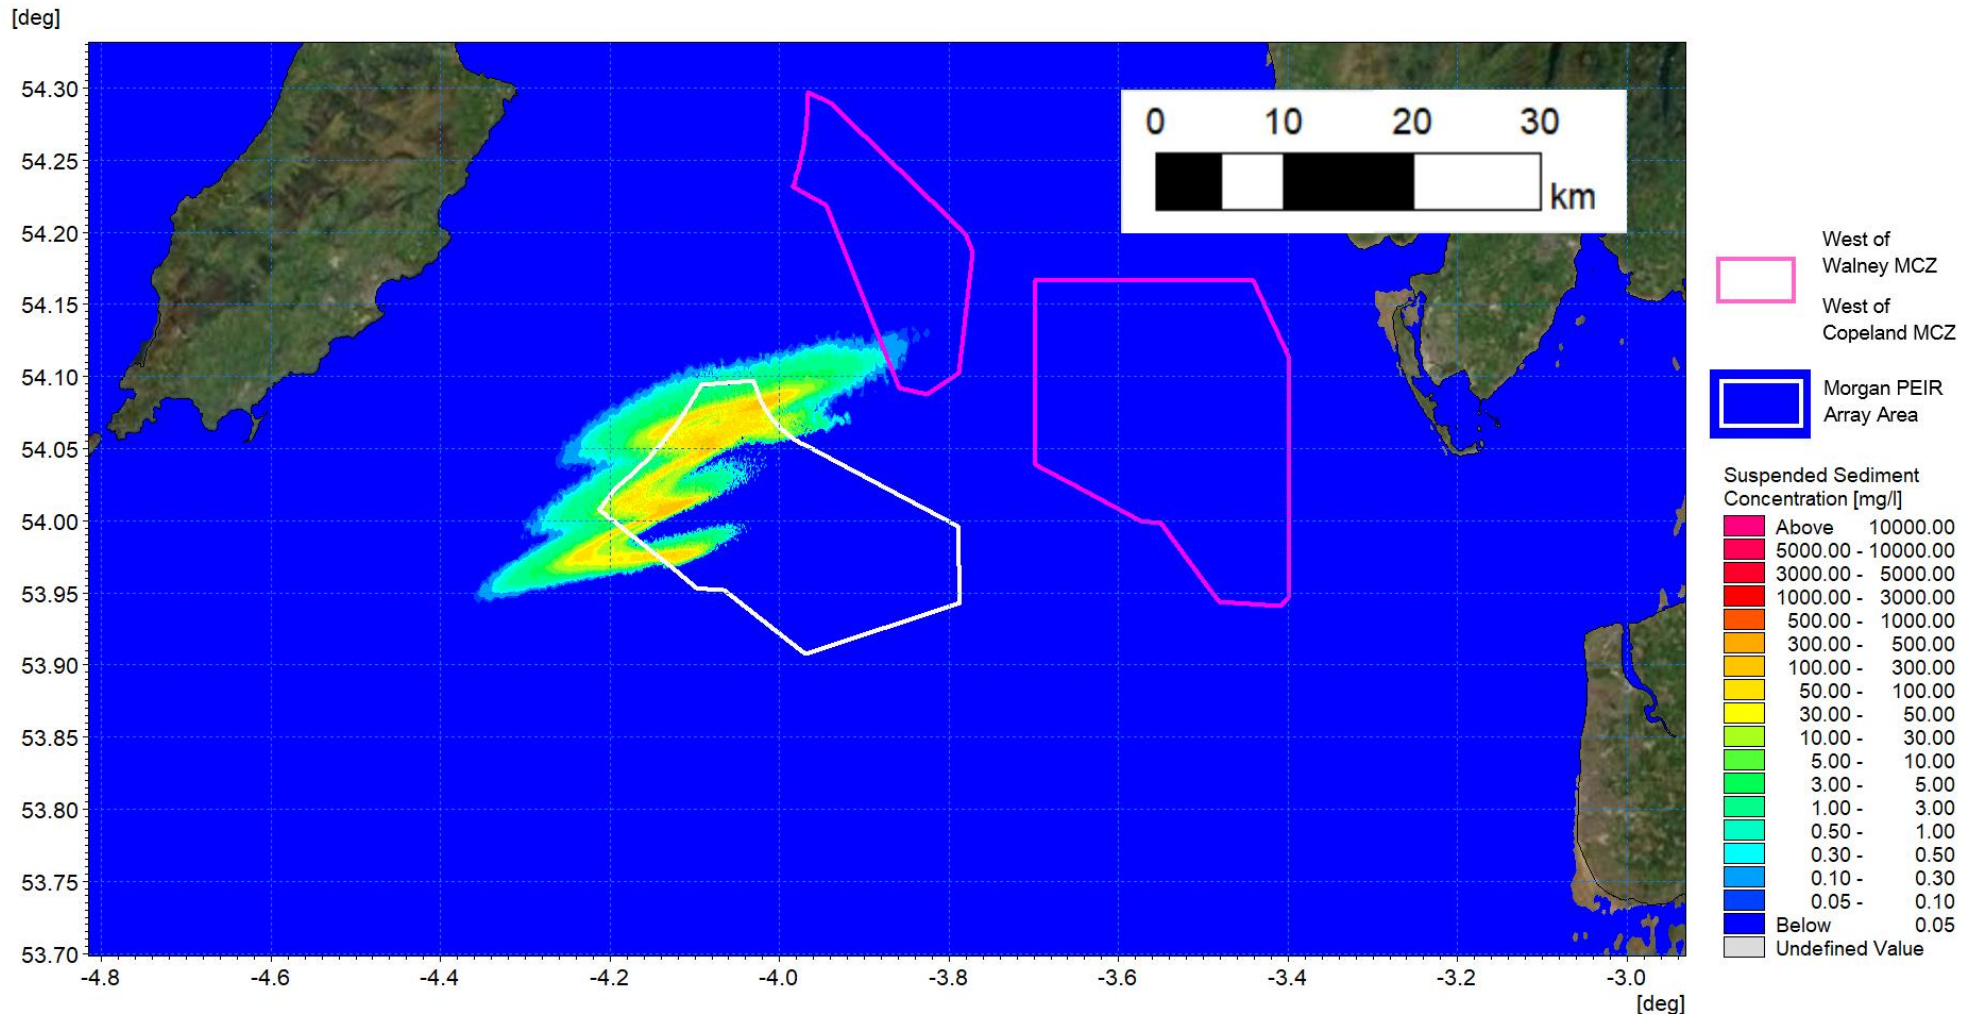 [deg]
54.30
54.25
54.20
54.15
54.10
54.05
54.00
53.95
53.90
53.85
53.80
53.75
53.70
-4.8 -4.6 -4.4 -4.2 -4.0 -3.8 -3.6 -3.4 -3.2 -3.0
[deg]
0 10 20 30
km
West of
Walney MCZ
West of
Copeland MCZ
Morgan PEIR
Array Area
Suspended Sediment
Concentration [mg/l]
Above 10000.00
5000.00 - 10000.00
3000.00 - 5000.00
1000.00 - 3000.00
500.00 - 1000.00
300.00 - 500.00
100.00 - 300.00
50.00 - 100.00
30.00 - 50.00
10.00 - 30.00
5.00 - 10.00
3.00 - 5.00
1.00 - 3.00
0.50 - 1.00
0.30 - 0.50
0.10 - 0.30
0.05 - 0.10
Below 0.05
Undefined Value